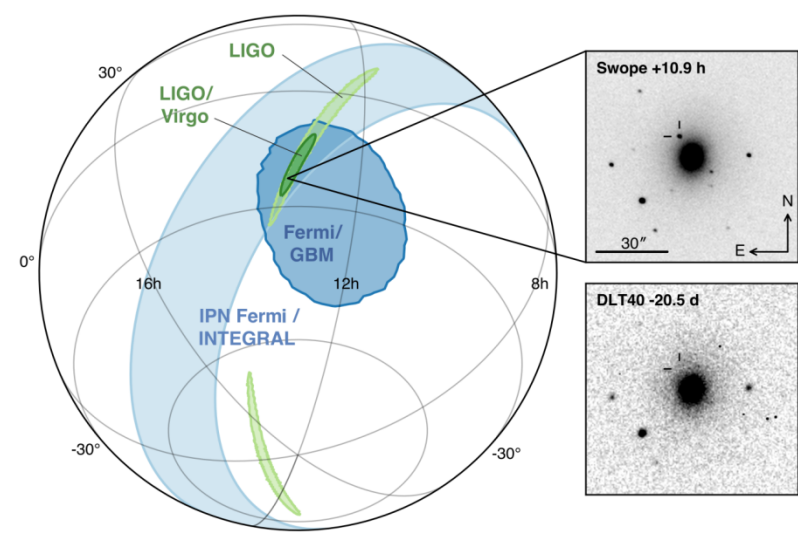 LIGO
LIGO/
Virgo
30°
0°
-30°
16h
12h
8h
-30°
Fermi/
GBM
IPN Fermi /
INTEGRAL
Swope +10.9 h
N
E
30″
DLT40 -20.5 d